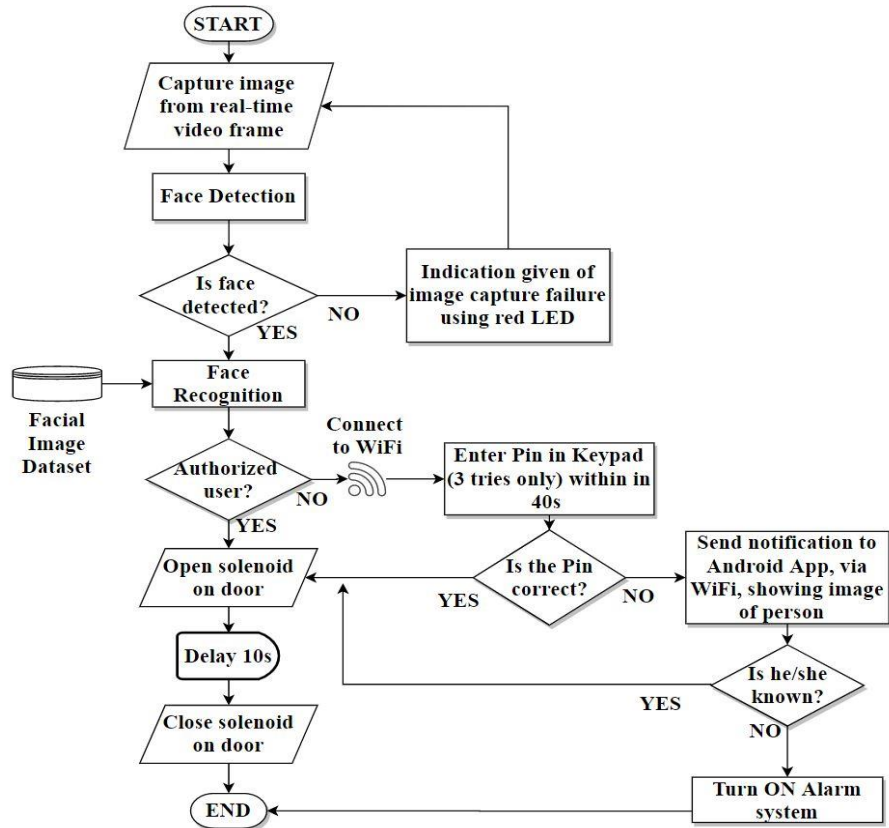 START
Capture image
from real-time
video frame
Face Detection
Is face
detected?
NO
YES
Indication given of
image capture failure
using red LED
Face
Recognition
Facial
Image
Dataset
Authorized
user?
NO
YES
Connect
to WiFi
Enter Pin in Keypad
(3 tries only) within in
40s
Is the Pin
correct?
YES
NO
Send notification to
Android App, via
WiFi, showing image
of person
Open solenoid
on door
Is he/she
known?
YES
NO
Delay 10s
Close solenoid
on door
Turn ON Alarm
system
END